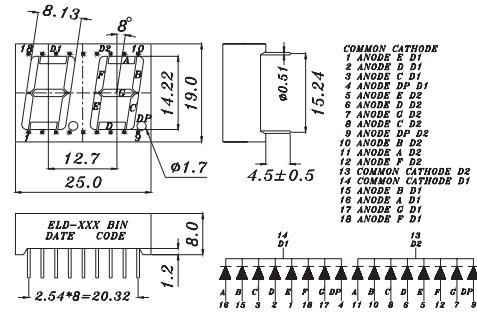 8.13
8°
18 D1 D2 10
A
F B
G
E C
D DP
1 9
14.22
19.0
12.7
Ø1.7
25.0
Ø0.51
15.24
4.5±0.5
COMMON CATHODE
1 ANODE E D1
2 ANODE D D1
3 ANODE C D1
4 ANODE DP D1
5 ANODE E D2
6 ANODE D D2
7 ANODE G D2
8 ANODE C D2
9 ANODE DP D2
10 ANODE B D2
11 ANODE A D2
12 ANODE F D2
13 COMMON CATHODE D2
14 COMMON CATHODE D1
15 ANODE B D1
16 ANODE A D1
17 ANODE G D1
18 ANODE F D1
ELD-XXX BIN
DATE CODE
8.0
1.2
2.54*8=20.32
14 13
D1 D2
A B C D E F G DP A B C D E F G DP
16 15 3 2 1 18 17 4 11 10 8 6 5 12 7 9